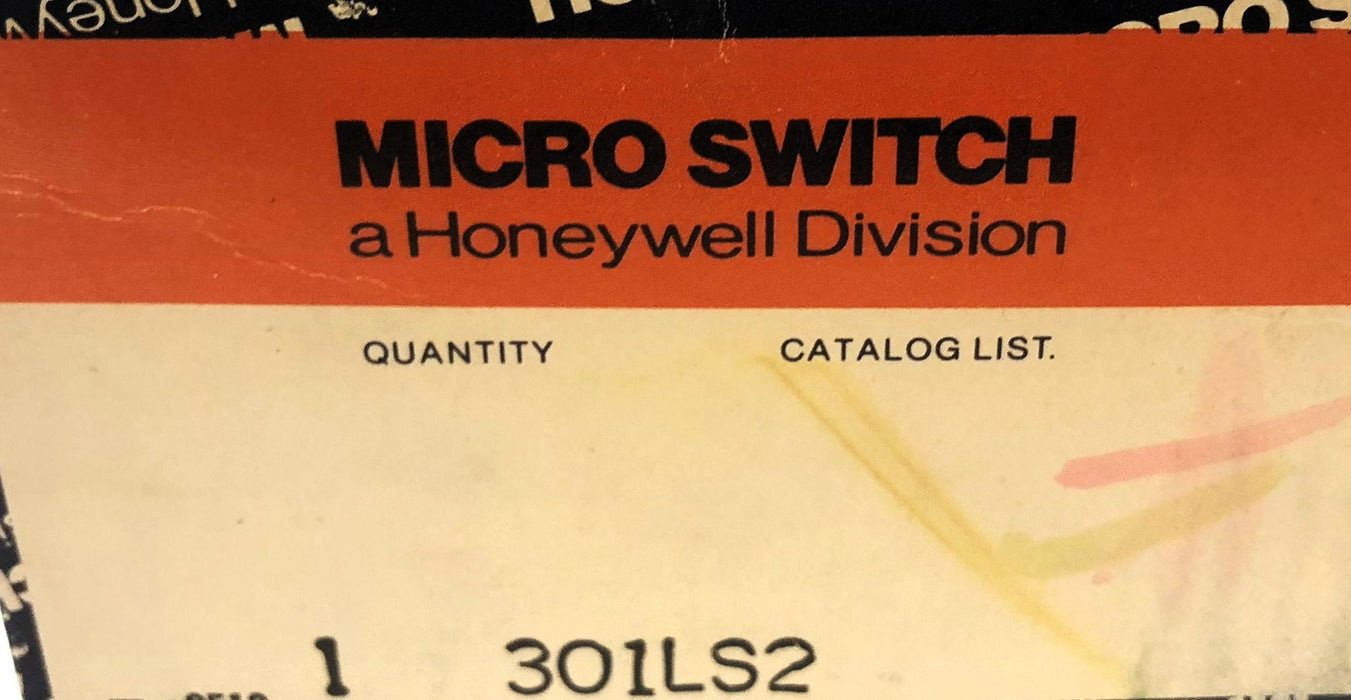 MICRO SWITCH
a Honeywell Division
QUANTITY CATALOG LIST.
1 301LS2